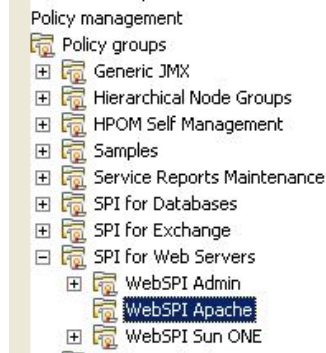 Policy management
Policy groups
Generic JMX
Hierarchical Node Groups
HPOM Self Management
Samples
Service Reports Maintenance
SPI for Databases
SPI for Exchange
SPI for Web Servers
WebSPI Admin
WebSPI Apache
WebSPI Sun ONE